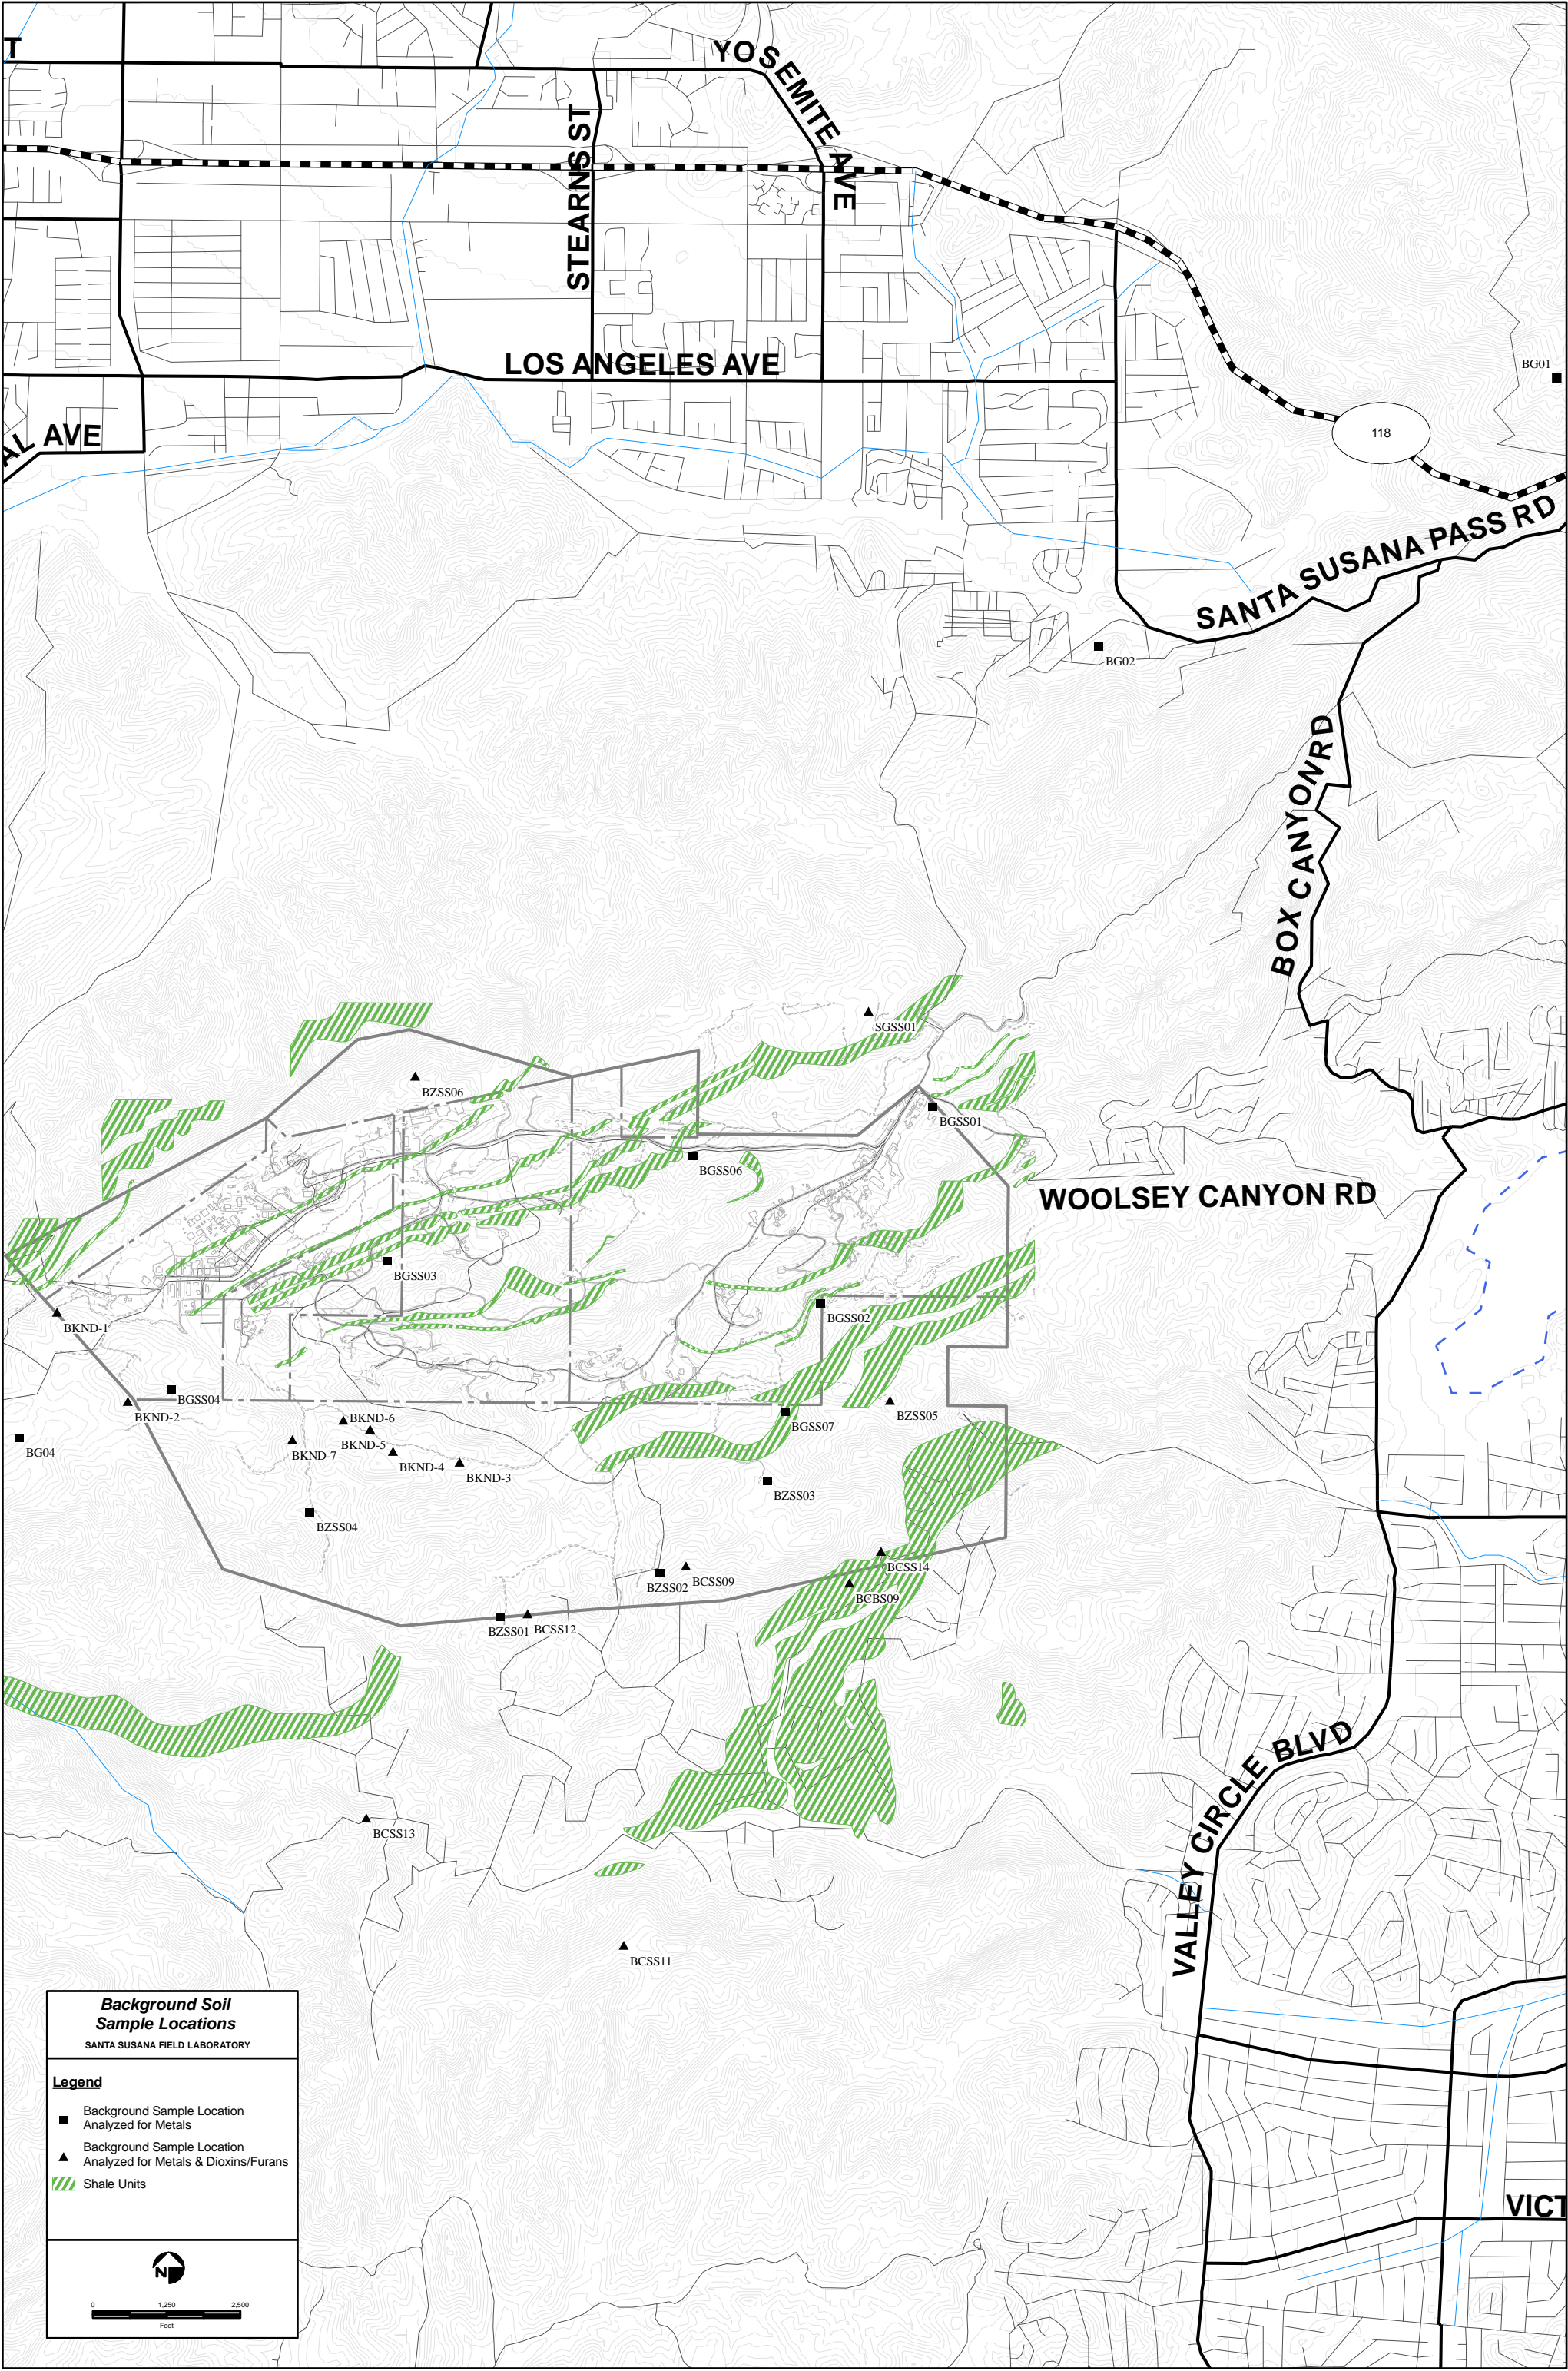 T
YOSEMITE AVE
STEARNS ST
LOS ANGELES AVE
BG01
AL AVE
118
SANTA SUSANA PASS RD
BG02
BOX CANYON RD
SGSS01
BZSS06
BGSS01
BGSS06
WOOLSEY CANYON RD
BGSS03
BGSS02
BKND-1
BGSS04
BKND-2
BKND-6
BZSS05
BGSS07
BKND-5
BG04
BKND-7
BKND-4
BKND-3
BZSS03
BZSS04
BCSS14
BCSS09
BZSS02
BCBS09
BZSS01
BCSS12
VALLEY CIRCLE BLVD
BCSS13
BCSS11
Background Soil
Sample Locations
SANTA SUSANA FIELD LABORATORY
Legend
Background Sample Location
Analyzed for Metals
Background Sample Location
Analyzed for Metals & Dioxins/Furans
Shale Units
VICT
N
0 1,250 2,500
Feet